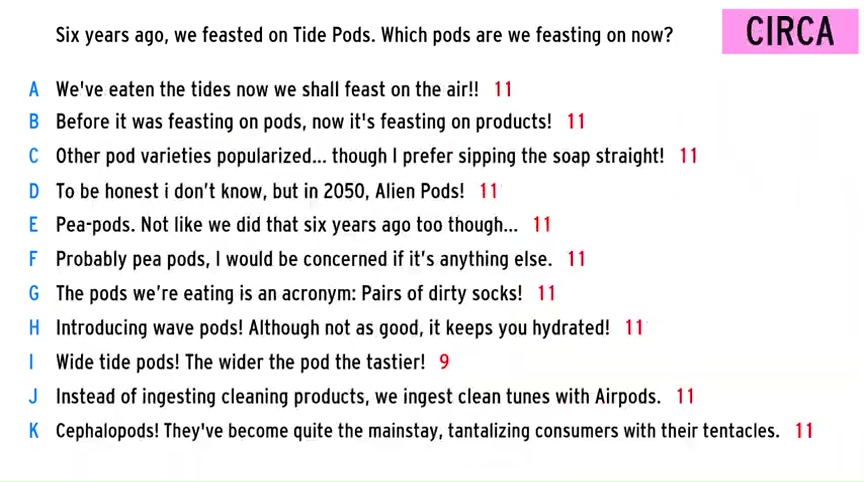 Six years ago, we feasted on Tide Pods. Which pods are we feasting on now?
CIRCA
A We've eaten the tides now we shall feast on the air!! 11
B Before it was feasting on pods, now it's feasting on products! 11
C Other pod varieties popularized... though I prefer sipping the soap straight! 11
D To be honest i don't know, but in 2050, Alien Pods! 11
E Pea-pods. Not like we did that six years ago too though... 11
F Probably pea pods, I would be concerned if it's anything else. 11
G The pods we're eating is an acronym: Pairs of dirty socks! 11
H Introducing wave pods! Although not as good, it keeps you hydrated! 11
I Wide tide pods! The wider the pod the tastier! 9
J Instead of ingesting cleaning products, we ingest clean tunes with Airpods. 11
K Cephalopods! They've become quite the mainstay, tantalizing consumers with their tentacles. 11